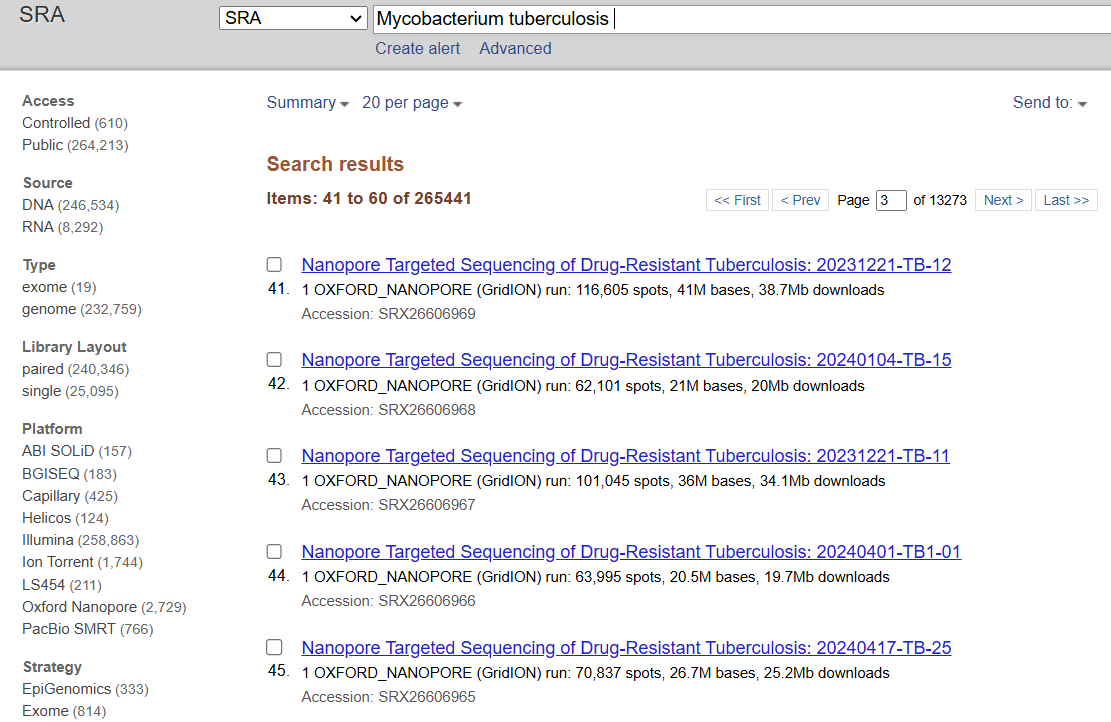 SRA
SRA
Mycobacterium tuberculosis
Create alert Advanced
Access
Controlled (610)
Public (264,213)
Source
DNA (246,534)
RNA (8,292)
Type
exome (19)
genome (232,759)
Library Layout
paired (240,346)
single (25,095)
Platform
ABI SOLiD (157)
BGISEQ (183)
Capillary (425)
Helicos (124)
Illumina (258,863)
Ion Torrent (1,744)
LS454 (211)
Oxford Nanopore (2,729)
PacBio SMRT (766)
Strategy
EpiGenomics (333)
Exome (814)
Summary 20 per page Send to:
Search results
Items: 41 to 60 of 265441
<< First < Prev Page 3 of 13273 Next > Last >>
Nanopore Targeted Sequencing of Drug-Resistant Tuberculosis: 20231221-TB-12
41. 1 OXFORD_NANOPORE (GridION) run: 116,605 spots, 41M bases, 38.7Mb downloads
Accession: SRX26606969
Nanopore Targeted Sequencing of Drug-Resistant Tuberculosis: 20240104-TB-15
42. 1 OXFORD_NANOPORE (GridION) run: 62,101 spots, 21M bases, 20Mb downloads
Accession: SRX26606968
Nanopore Targeted Sequencing of Drug-Resistant Tuberculosis: 20231221-TB-11
43. 1 OXFORD_NANOPORE (GridION) run: 101,045 spots, 36M bases, 34.1Mb downloads
Accession: SRX26606967
Nanopore Targeted Sequencing of Drug-Resistant Tuberculosis: 20240401-TB1-01
44. 1 OXFORD_NANOPORE (GridION) run: 63,995 spots, 20.5M bases, 19.7Mb downloads
Accession: SRX26606966
Nanopore Targeted Sequencing of Drug-Resistant Tuberculosis: 20240417-TB-25
45. 1 OXFORD_NANOPORE (GridION) run: 70,837 spots, 26.7M bases, 25.2Mb downloads
Accession: SRX26606965